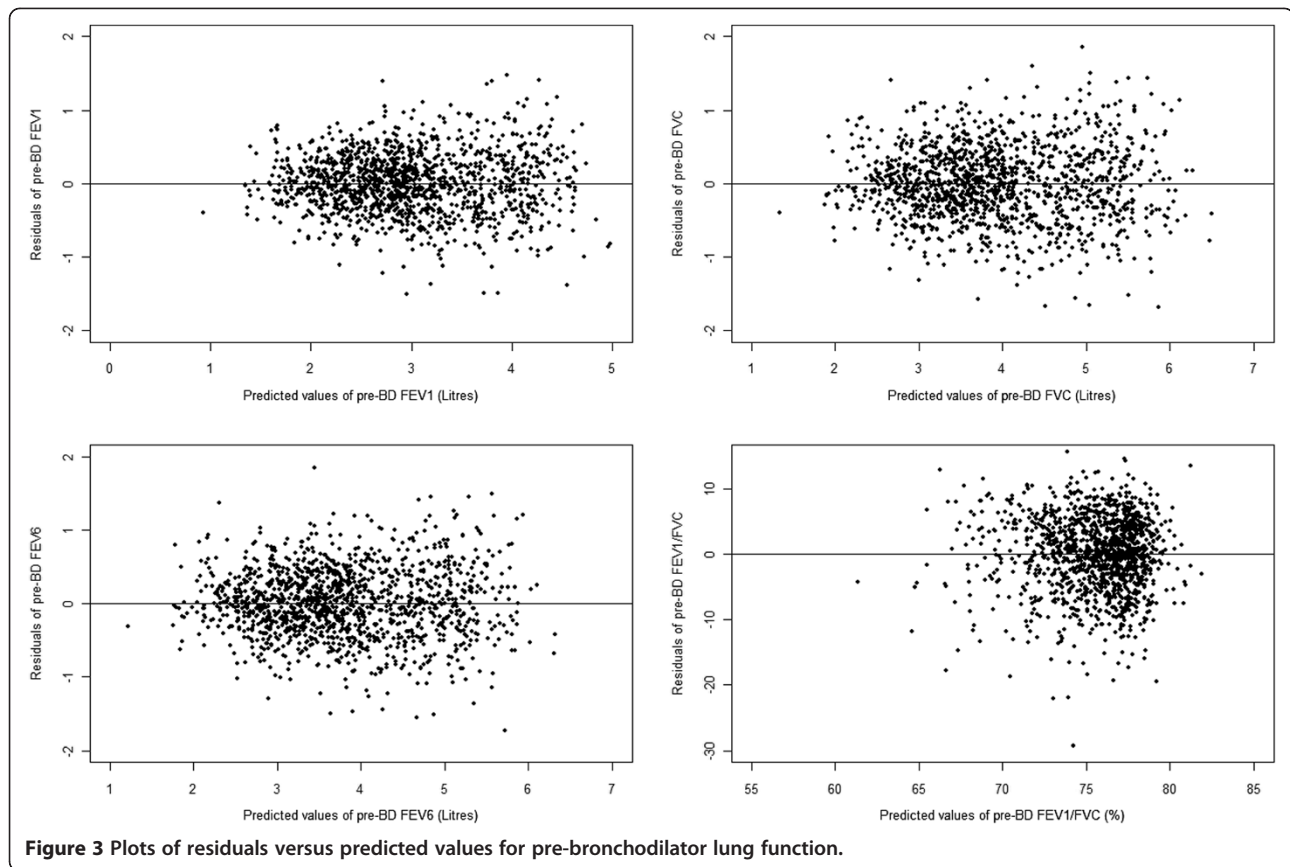 2
1
0
-1
-2
Residuals of pre-BD FEV1
0 1 2 3 4 5
Predicted values of pre-BD FEV1 (Litres)
2
1
0
-1
-2
Residuals of pre-BD FVC
1 2 3 4 5 6 7
Predicted values of pre-BD FVC (Litres)
2
1
0
-1
-2
Residuals of pre-BD FEV6
1 2 3 4 5 6 7
Predicted values of pre-BD FEV6 (Litres)
10
0
-10
-20
-30
Residuals of pre-BD FEV1/FVC
55 60 65 70 75 80 85
Predicted values of pre-BD FEV1/FVC (%)
Figure 3 Plots of residuals versus predicted values for pre-bronchodilator lung function.